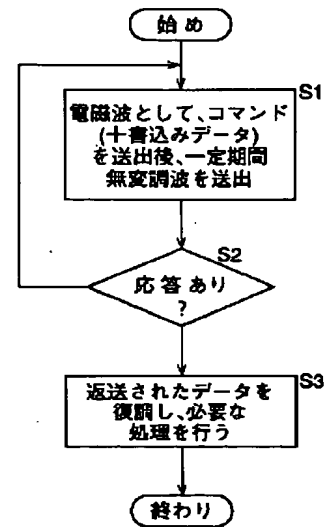 始め
S1
電磁波として、コマンド
(十書込みデータ)
を送出後、一定期間
無変調波を送出
S2
応答あり
?
S3
返送されたデータを
復調し、必要な
処理を行う
終わり